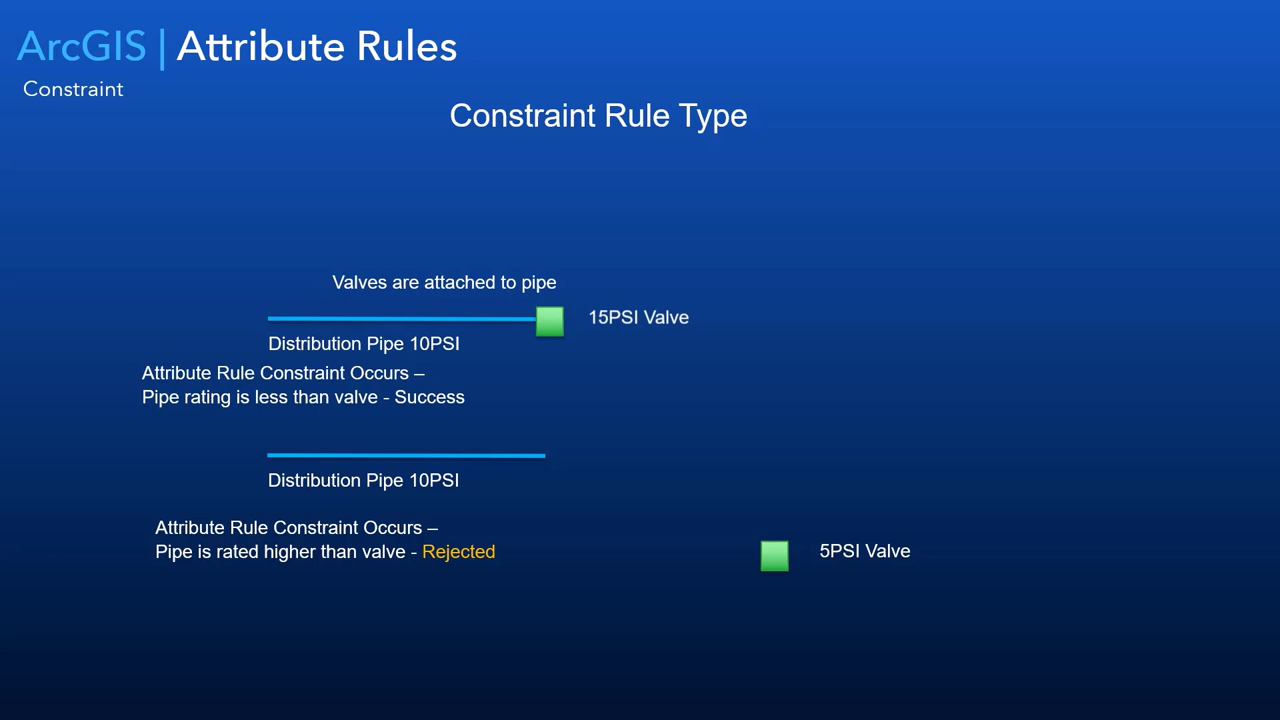 ArcGIS | Attribute Rules
Constraint
Constraint Rule Type
Valves are attached to pipe
15PSI Valve
Distribution Pipe 10PSI
Attribute Rule Constraint Occurs –
Pipe rating is less than valve - Success
Distribution Pipe 10PSI
Attribute Rule Constraint Occurs –
Pipe is rated higher than valve - Rejected
5PSI Valve